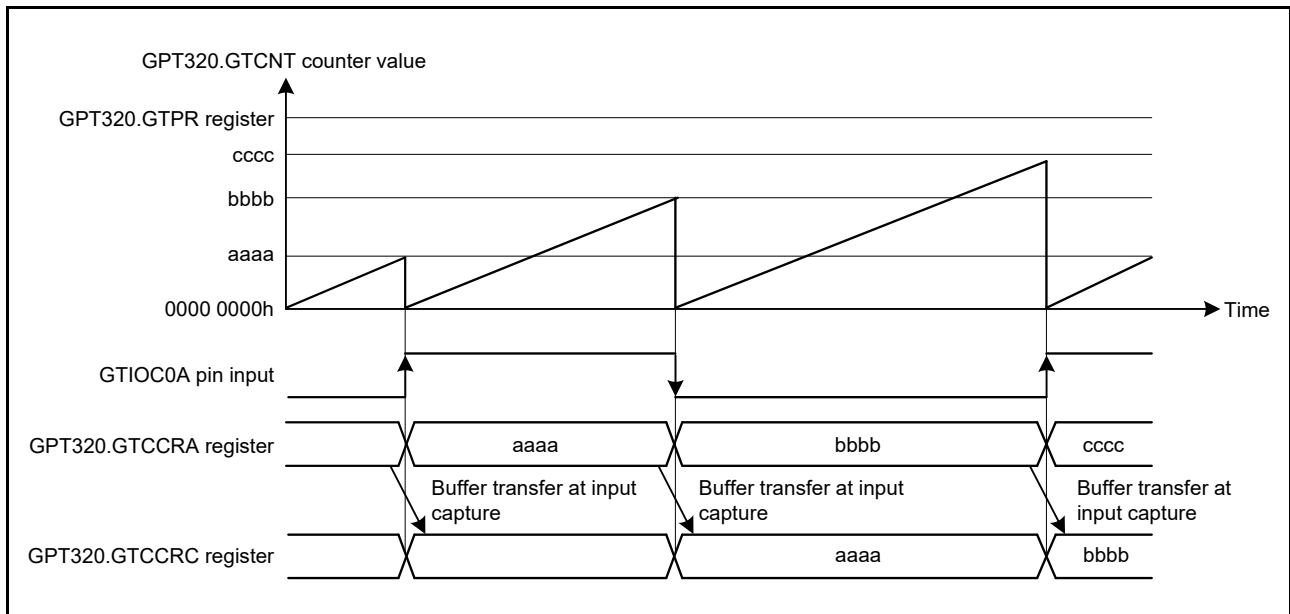 GPT320.GTCNT counter value
GPT320.GTPR register
cccc
bbbb
aaaa
0000 0000h
Time
GTIOC0A pin input
GPT320.GTCCRA register
aaaa
bbbb
cccc
Buffer transfer at input
capture
Buffer transfer at input
capture
Buffer transfer at
input capture
GPT320.GTCCRC register
aaaa
bbbb